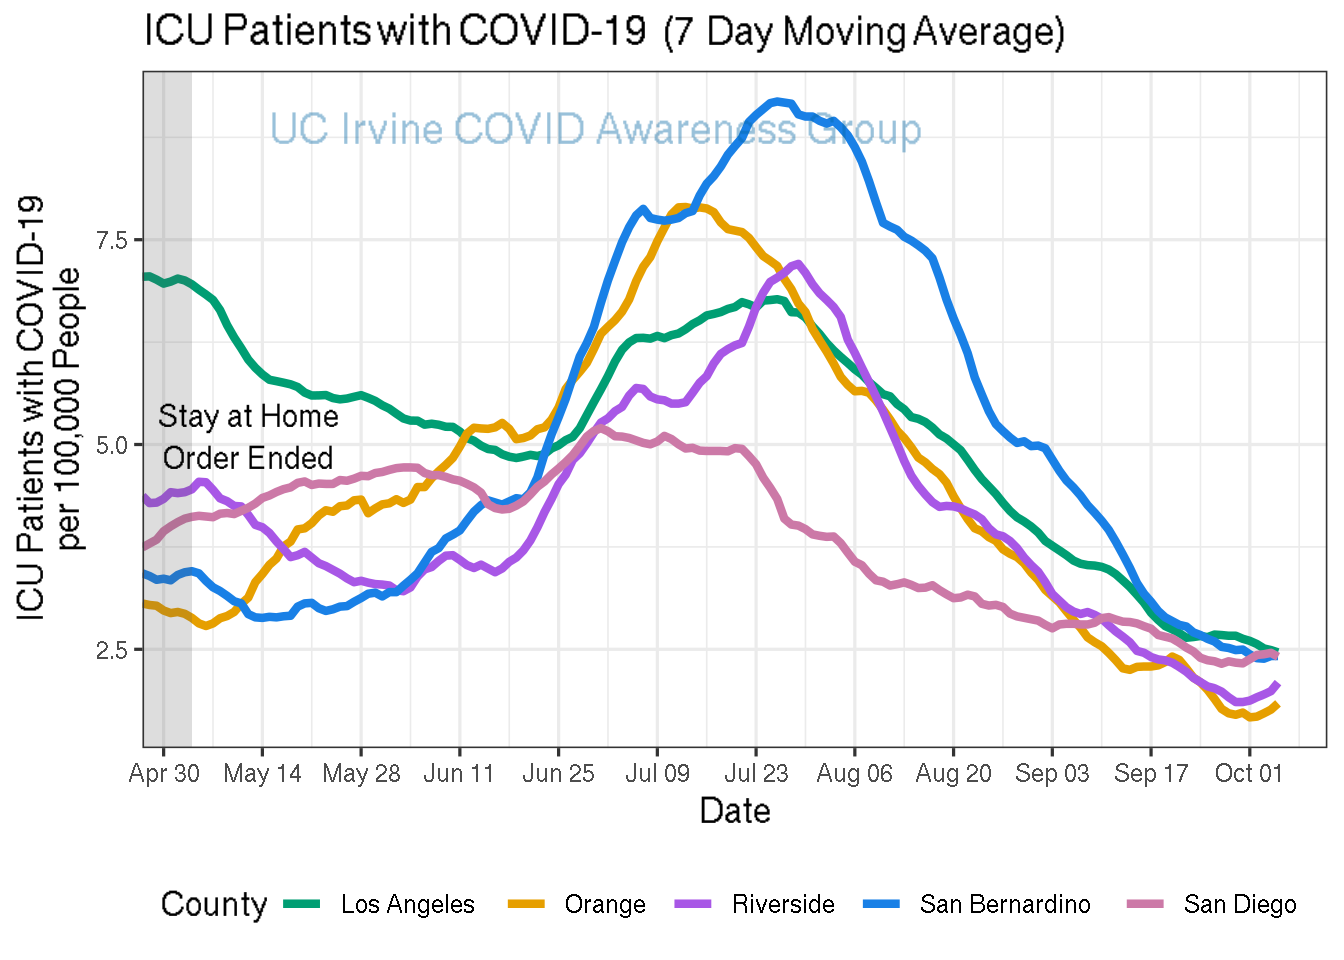 ICU Patients with COVID-19 (7 Day Moving Average)
UC Irvine COVID Awareness Group
ICU Patients with COVID-19
per 100,000 People
7.5
5.0
2.5
Stay at Home
Order Ended
Apr 30 May 14 May 28 Jun 11 Jun 25 Jul 09 Jul 23 Aug 06 Aug 20 Sep 03 Sep 17 Oct 01
Date
County Los Angeles Orange Riverside San Bernardino San Diego